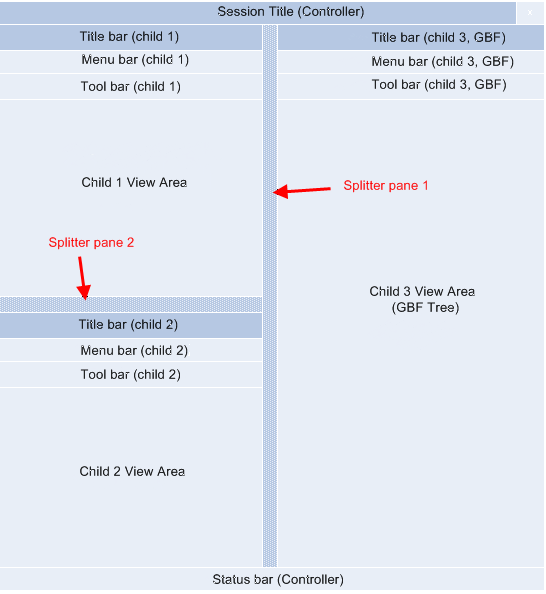 Session Title (Controller)
x
Title bar (child 1)
Menu bar (child 1)
Tool bar (child 1)
Child 1 View Area
Splitter pane 2
Title bar (child 2)
Menu bar (child 2)
Tool bar (child 2)
Child 2 View Area
Title bar (child 3, GBF)
Menu bar (child 3, GBF)
Tool bar (child 3, GBF)
Splitter pane 1
Child 3 View Area
(GBF Tree)
Status bar (Controller)